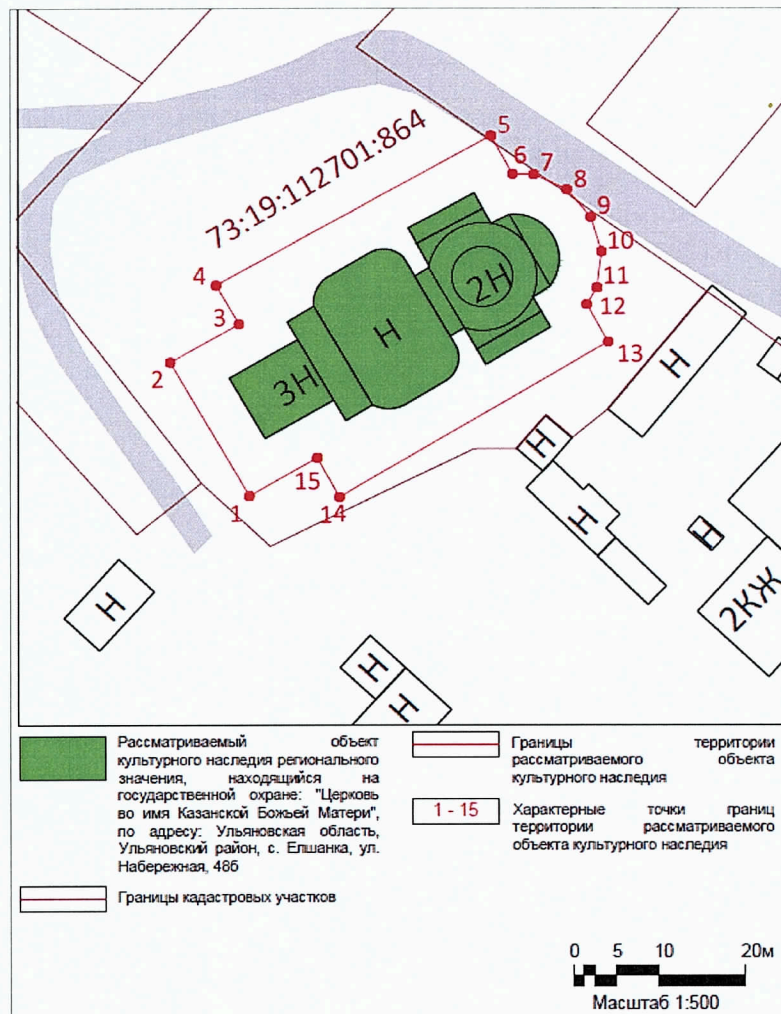 73:19:112701:864
5
6
7
8
9
10
11
12
13
4
3
2
1
15
14
2Н
Н
3Н
Н
Н
Н
Н
2КЖ
Н
Н
Н
Рассматриваемый объект
культурного наследия регионального
значения, находящийся на
государственной охране: "Церковь
во имя Казанской Божьей Матери",
по адресу: Ульяновская область,
Ульяновский район, с. Елшанка, ул.
Набережная, 48б
Границы кадастровых участков
Границы территории
рассматриваемого объекта
культурного наследия
1 - 15
Характерные точки границ
территории рассматриваемого
объекта культурного наследия
0 5 10 20м
Масштаб 1:500